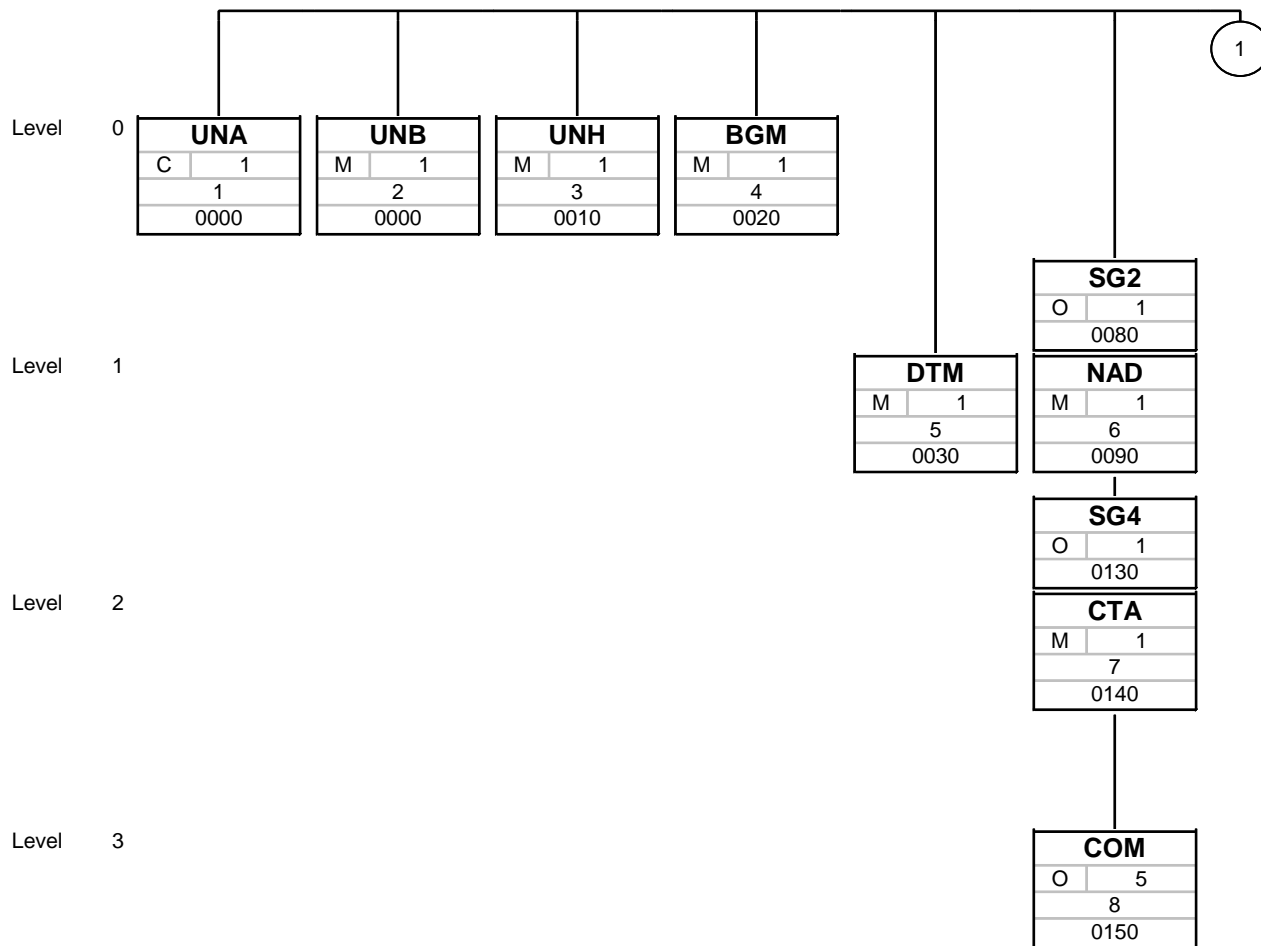 1
Level 0
UNA UNB UNH BGM
C 1 M 1 M 1 M 1
1 2 3 4
0000 0000 0010 0020
SG2
O 1
0080
Level 1
DTM NAD
M 1 M 1
5 6
0030 0090
SG4
O 1
0130
Level 2
CTA
M 1
7
0140
Level 3
COM
O 5
8
0150